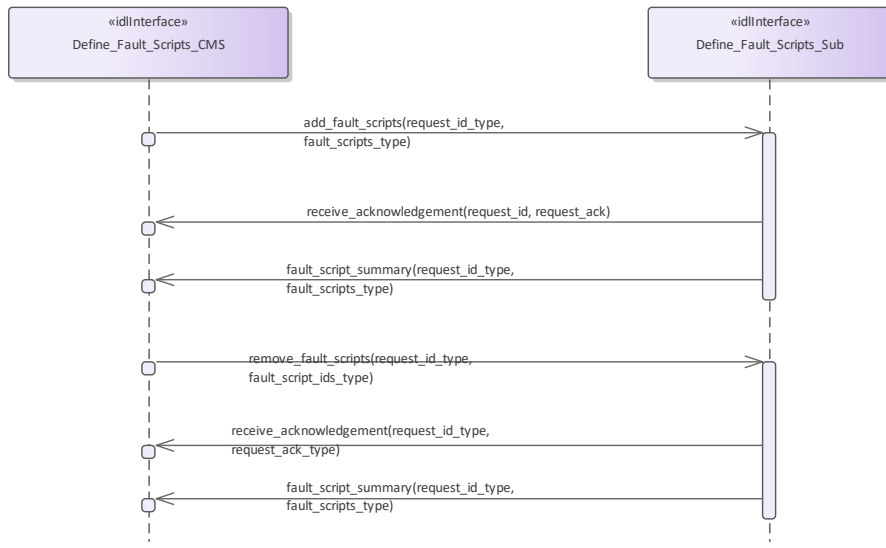 «idlInterface»
Define_Fault_Scripts_CMS
«idlInterface»
Define_Fault_Scripts_Sub
add_fault_scripts(request_id_type,
fault_scripts_type)
receive_acknowledgement(request_id, request_ack)
fault_script_summary(request_id_type,
fault_scripts_type)
remove_fault_scripts(request_id_type,
fault_script_ids_type)
receive_acknowledgement(request_id_type,
request_ack_type)
fault_script_summary(request_id_type,
fault_scripts_type)